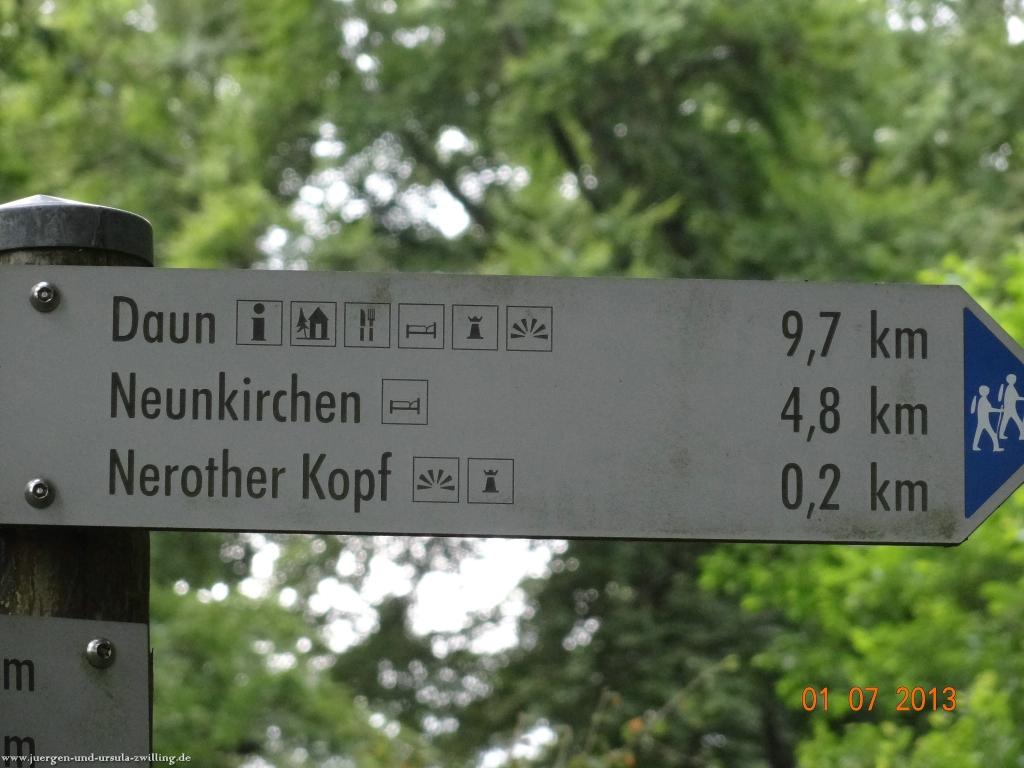 Daun 9,7 km
Neunkirchen 4,8 km
Nerother Kopf 0,2 km
m
m
01 07 2013
www.juergen-und-ursula-zwilling.de